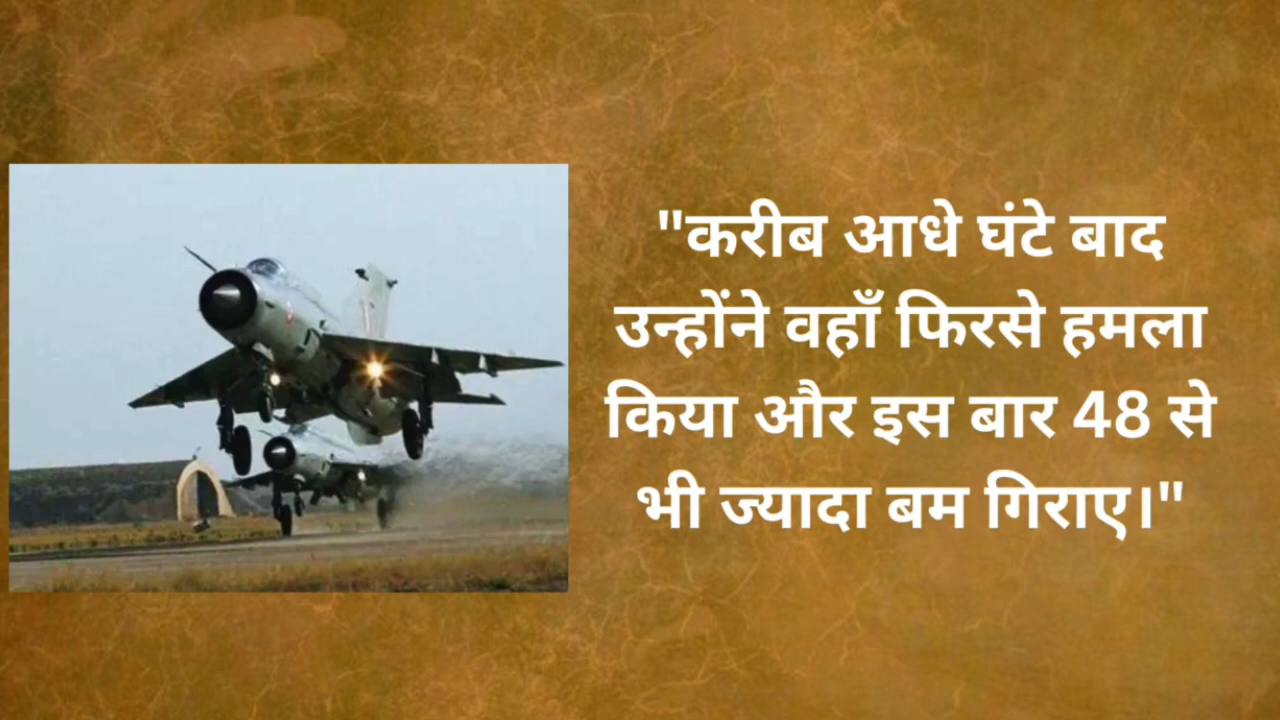 "करीब आधे घंटे बाद
उन्होंने वहाँ फिरसे हमला
किया और इस बार 48 से
भी ज्यादा बम गिराए।"